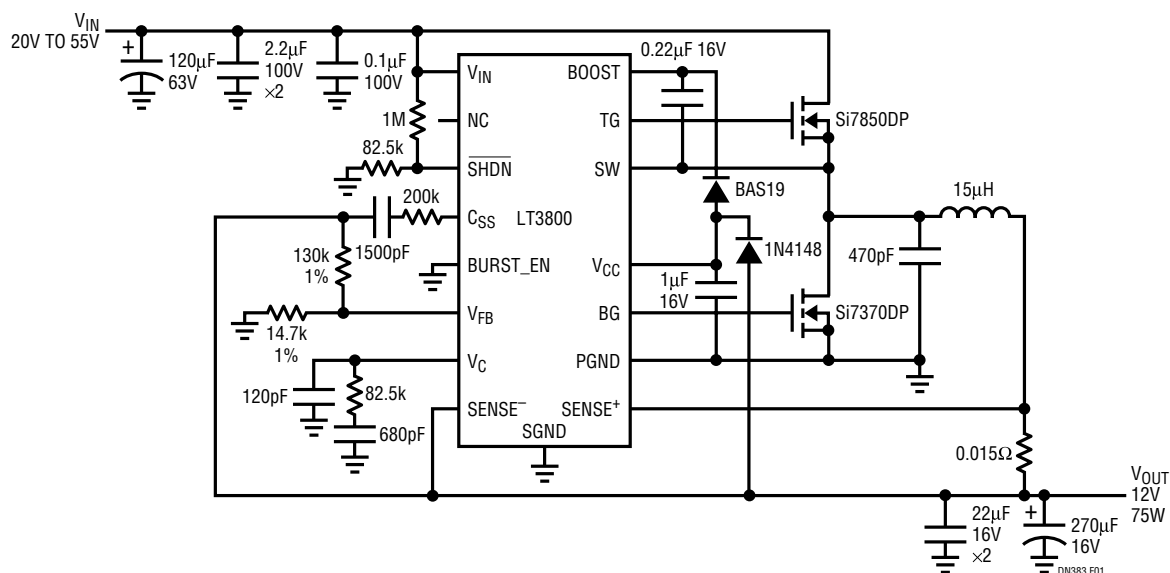 VIN
20V TO 55V
+
120μF
63V
2.2μF
100V
×2
0.1μF
100V
1M
82.5k
200k
1500pF
130k
1%
14.7k
1%
120pF
82.5k
680pF
VIN
NC
SHDN
CSS
BURST_EN
VFB
VC
SENSE–
LT3800
SGND
BOOST
TG
SW
VCC
BG
PGND
SENSE+
0.22μF 16V
Si7850DP
BAS19
1N4148
1μF
16V
15μH
470pF
Si7370DP
0.015Ω
VOUT
12V
75W
22μF
16V
×2
+
270μF
16V
DN383 F01